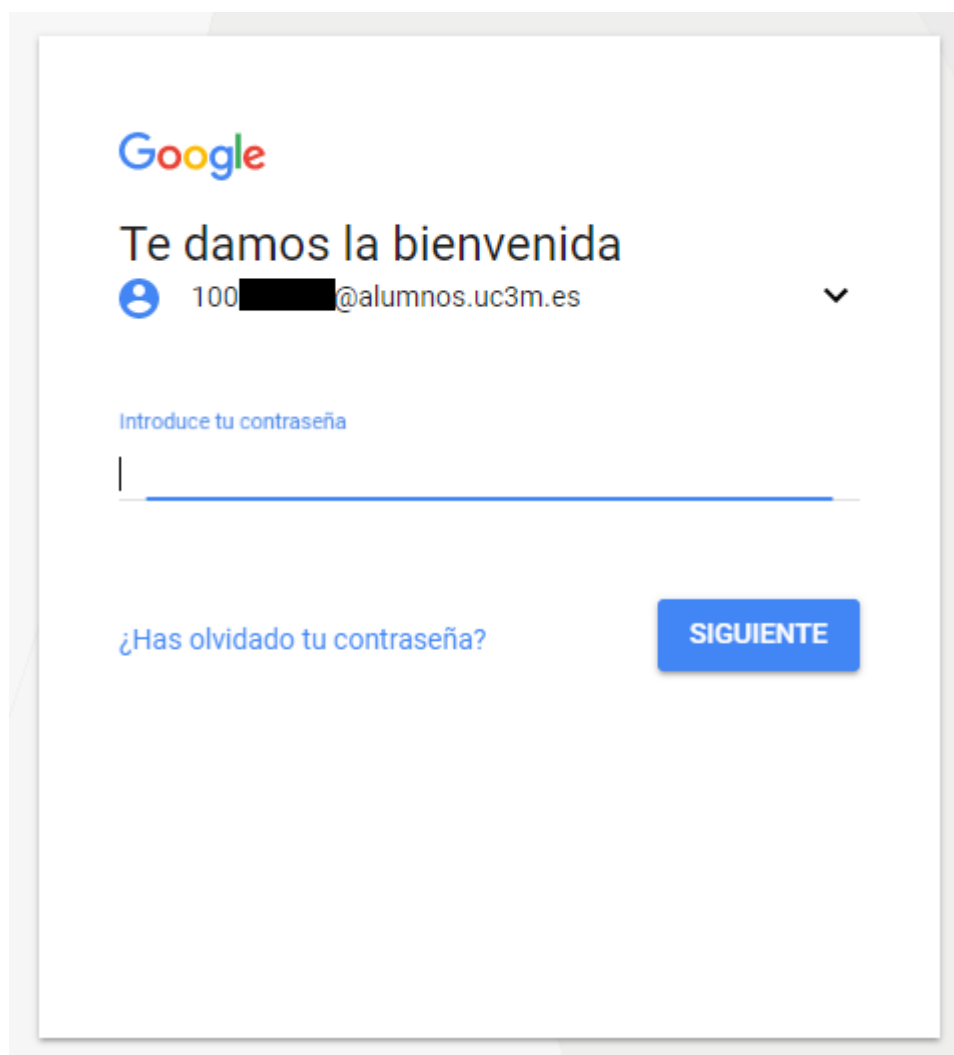 Google
Te damos la bienvenida
100 @alumnos.uc3m.es
Introduce tu contraseña
¿Has olvidado tu contraseña?
SIGUIENTE